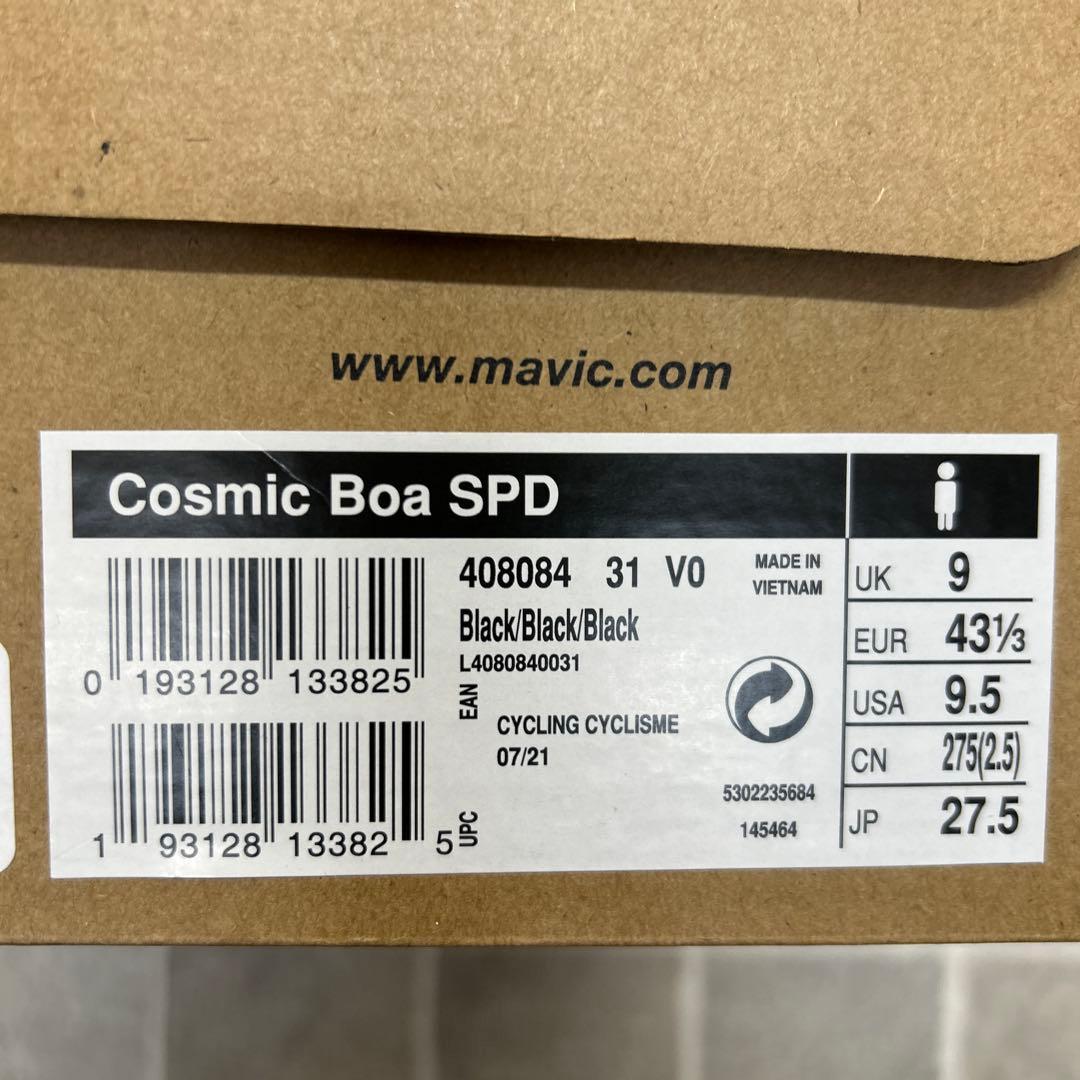 www.mavic.com
Cosmic Boa SPD
408084 31 V0
MADE IN
VIETNAM
Black/Black/Black
L4080840031
0 193128 133825
EAN
CYCLING CYCLISME
07/21
1 93128 13382 5
UPC
5302235684
145464
UK 9
EUR 43⅓
USA 9.5
CN 275(2.5)
JP 27.5